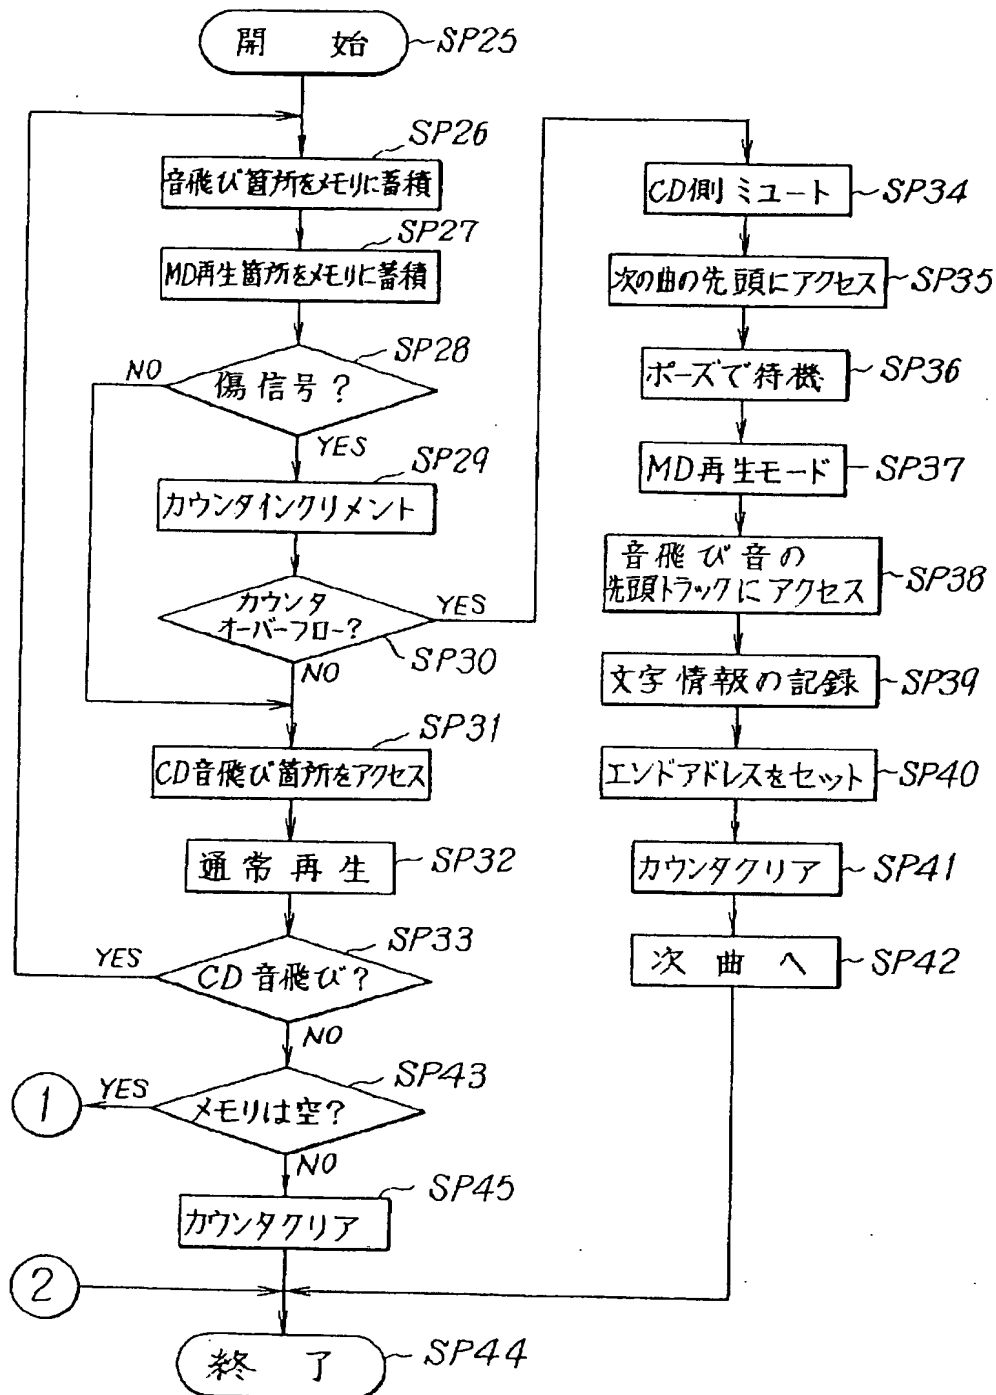 開 始
SP25
SP26
音飛び箇所をメモリに蓄積
SP27
MD再生箇所をメモリに蓄積
SP28
傷信号?
NO
YES
SP29
カウンタインクリメント
カウンタ
オーバーフロー?
YES
SP30
NO
SP31
CD音飛び箇所をアクセス
通常再生
SP32
SP33
CD音飛び?
YES
NO
SP43
メモリは空?
YES
①
NO
SP45
カウンタクリア
②
終 了
SP44
CD側ミュート
SP34
次の曲の先頭にアクセス
SP35
ポーズで待機
SP36
MD再生モード
SP37
音飛び音の
先頭トラックにアクセス
SP38
文字情報の記録
SP39
エンドアドレスをセット
SP40
カウンタクリア
SP41
次曲へ
SP42